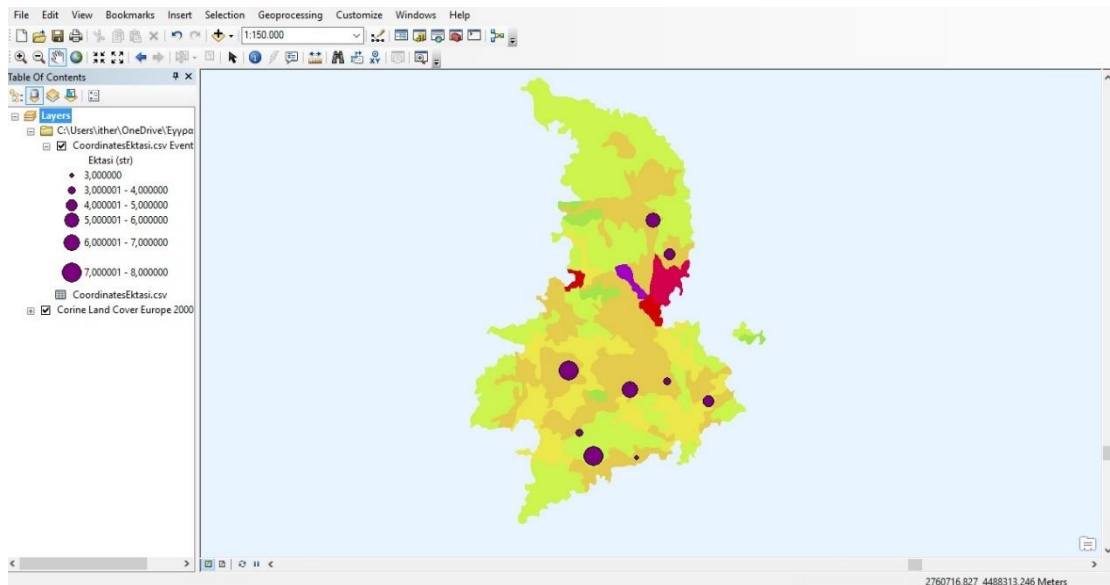 File Edit View Bookmarks Insert Selection Geoprocessing Customize Windows Help
1:150.000
Table Of Contents
Layers
C:\Users\ither\OneDrive\Έγγρα
CoordinatesEktasi.csv Event
Ektasi (str)
3,000000
3,000001 - 4,000000
4,000001 - 5,000000
5,000001 - 6,000000
6,000001 - 7,000000
7,000001 - 8,000000
CoordinatesEktasi.csv
Corine Land Cover Europe 2000
2760716,827 4488313,246 Meters